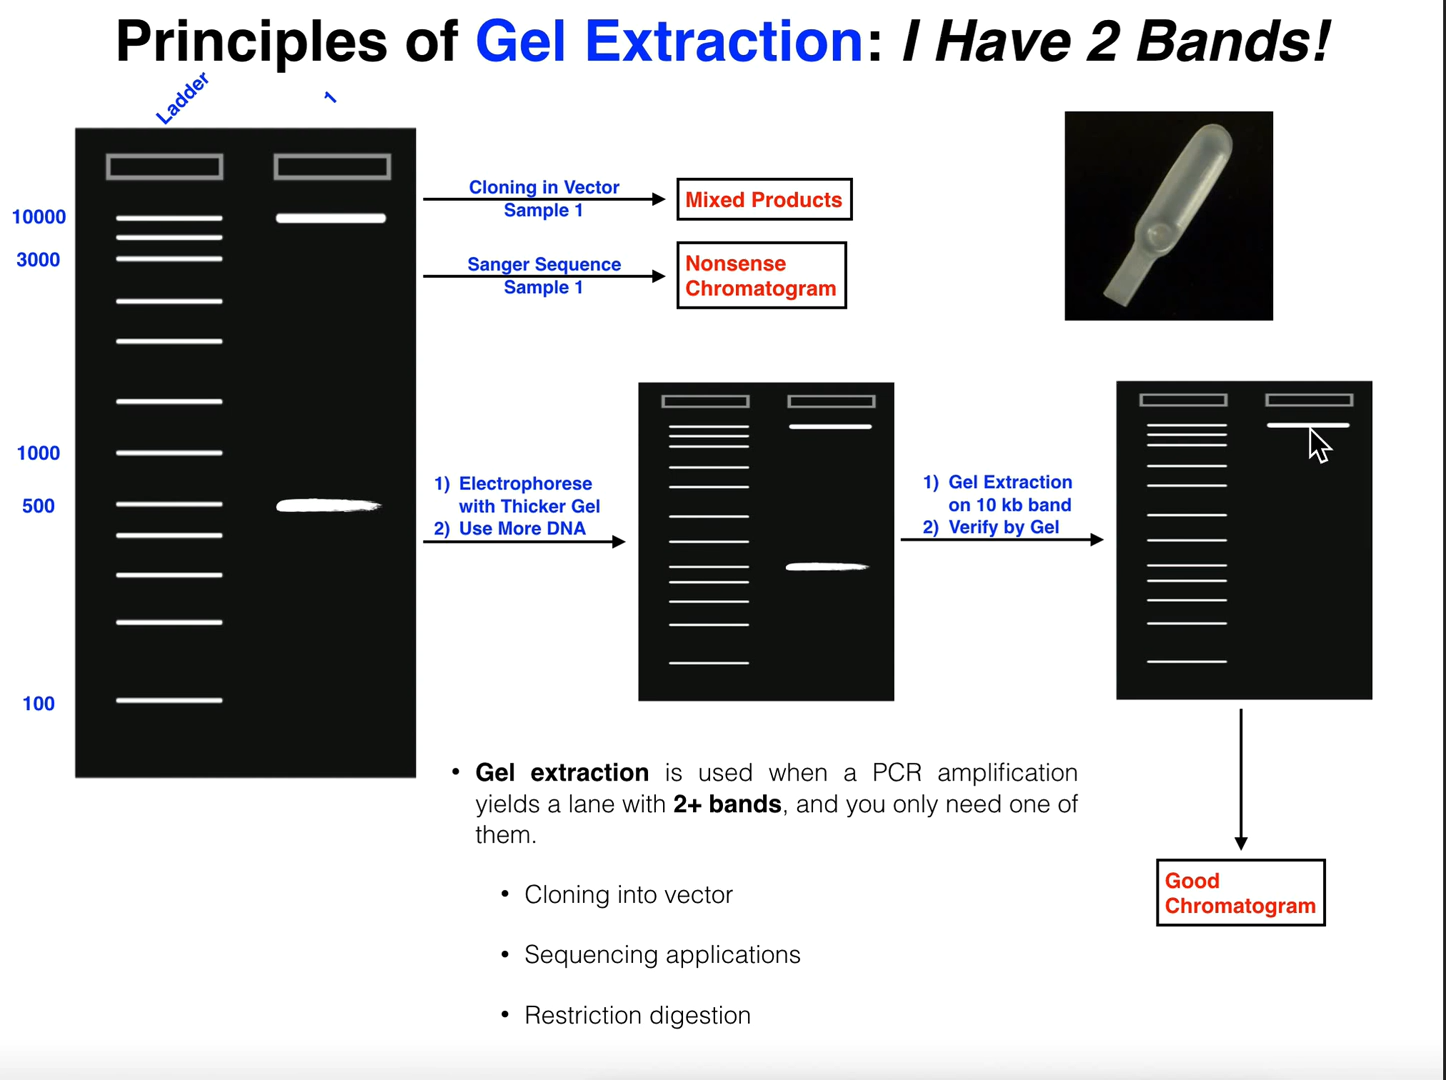 Principles of Gel Extraction: I Have 2 Bands!
Ladder
1
10000
3000
1000
500
100
Cloning in Vector
Sample 1
Mixed Products
Sanger Sequence
Sample 1
Nonsense
Chromatogram
1) Electrophorese
with Thicker Gel
2) Use More DNA
1) Gel Extraction
on 10 kb band
2) Verify by Gel
Good
Chromatogram
• Gel extraction is used when a PCR amplification
yields a lane with 2+ bands, and you only need one of
them.
• Cloning into vector
• Sequencing applications
• Restriction digestion